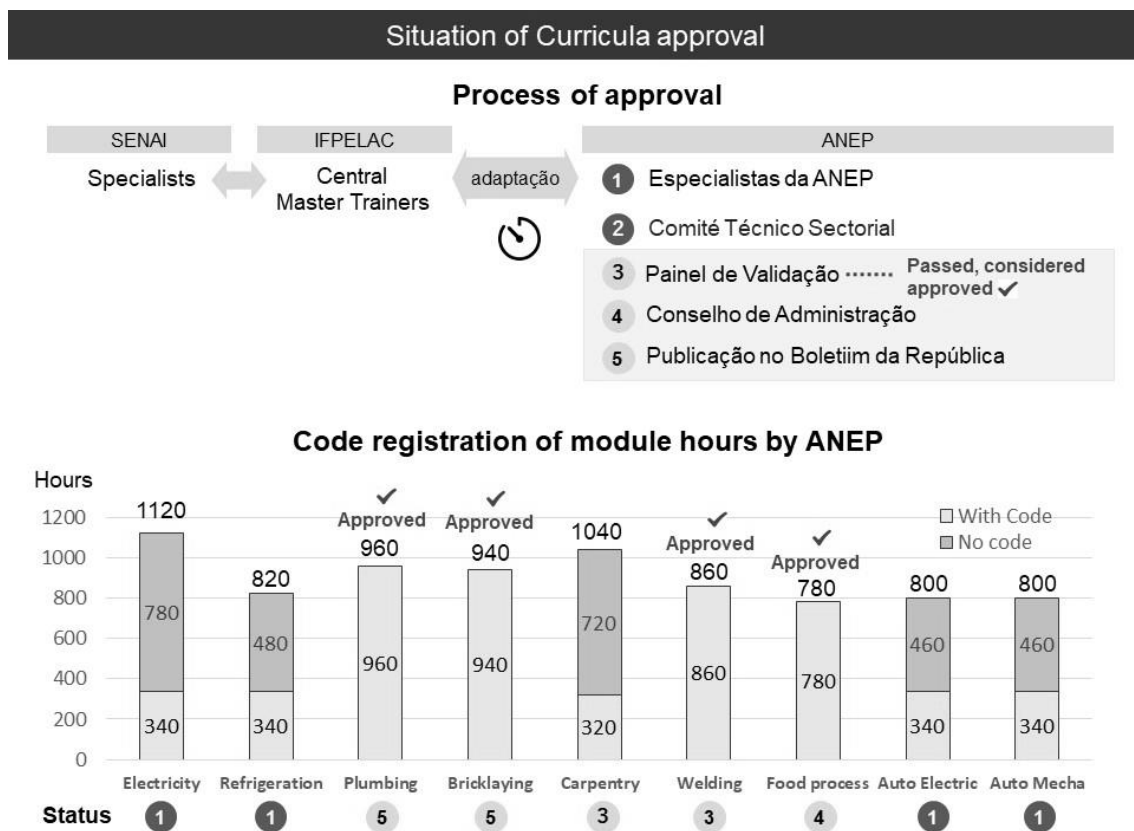 Situation of Curricula approval
Process of approval
SENAI
IFPELAC
ANEP
Specialists
Central
Master Trainers
adaptação
1 Especialistas da ANEP
2 Comité Técnico Sectorial
3 Painel de Validação ....... Passed, considered
approved ✓
4 Conselho de Administração
5 Publicação no Boletiim da República
Code registration of module hours by ANEP
Hours
1200
1000
800
600
400
200
0
With Code
No code
1120
780
340
820
480
340
✓
Approved
960
960
✓
Approved
940
940
1040
720
320
✓
Approved
860
860
✓
Approved
780
780
800
460
340
800
460
340
Electricity Refrigeration Plumbing Bricklaying Carpentry Welding Food process Auto Electric Auto Mecha
Status 1 1 5 5 3 3 4 1 1